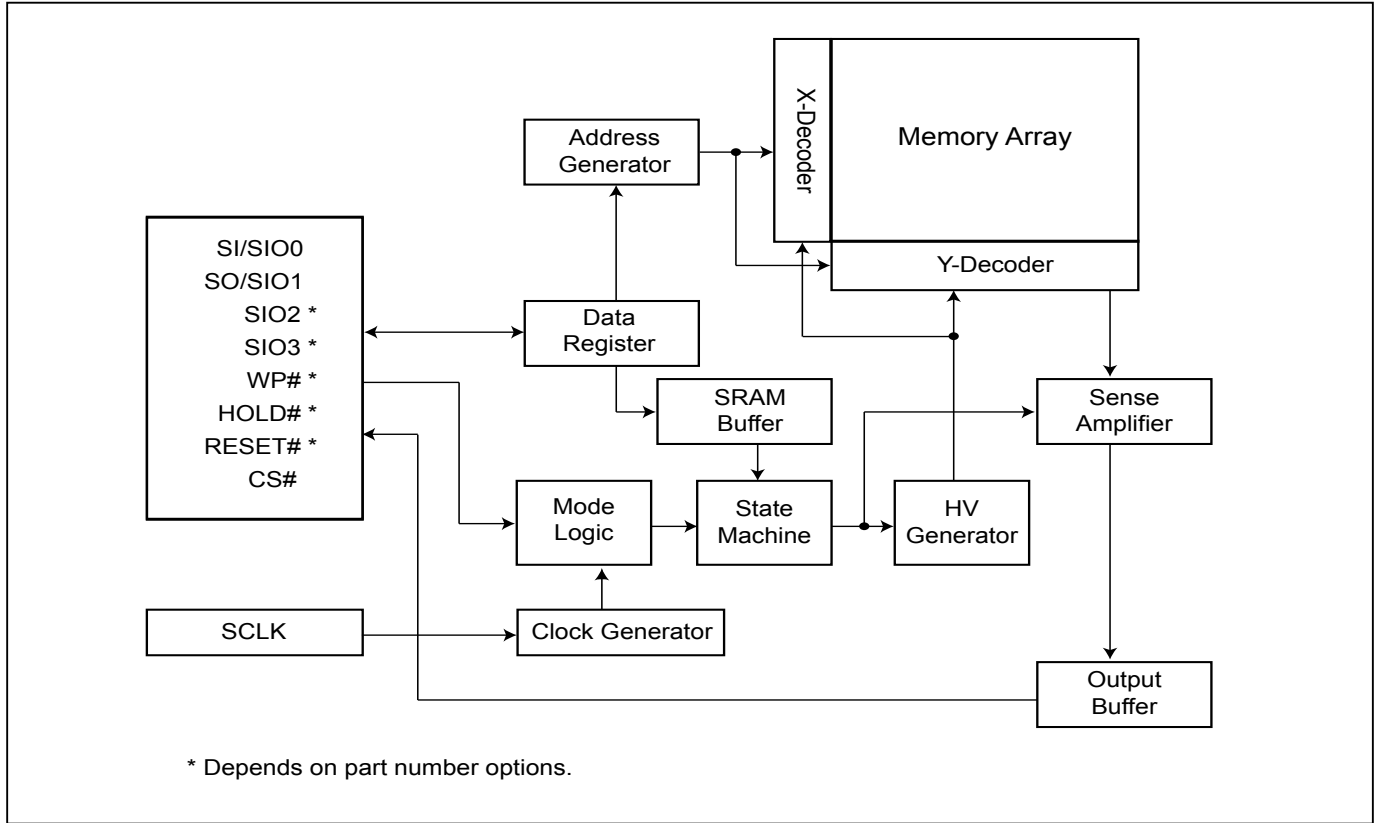 X-Decoder
Memory Array
Address
Generator
Y-Decoder
SI/SIO0
SO/SIO1
SIO2 *
SIO3 *
WP# *
HOLD# *
RESET# *
CS#
Data
Register
SRAM
Buffer
Sense
Amplifier
Mode
Logic
State
Machine
HV
Generator
SCLK
Clock Generator
Output
Buffer
* Depends on part number options.